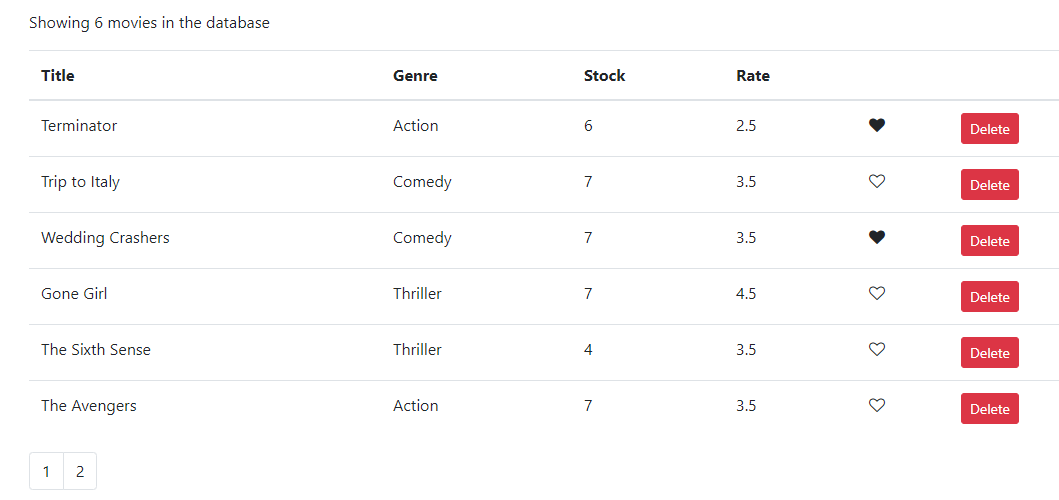 Showing 6 movies in the database
Title Genre Stock Rate
Terminator Action 6 2.5 Delete
Trip to Italy Comedy 7 3.5 Delete
Wedding Crashers Comedy 7 3.5 Delete
Gone Girl Thriller 7 4.5 Delete
The Sixth Sense Thriller 4 3.5 Delete
The Avengers Action 7 3.5 Delete
1 2